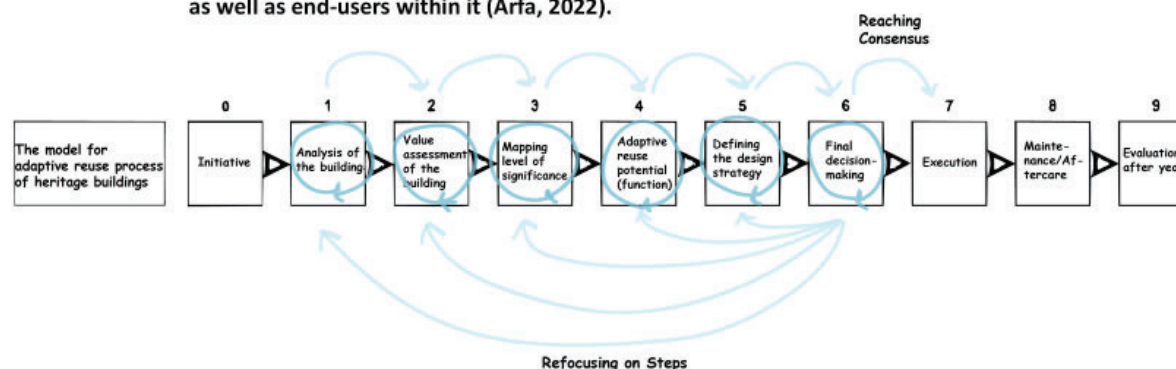 as well as end-users within it (Arfa, 2022).
Reaching
Consensus
0
1
2
3
4
5
6
7
8
9
The model for
adaptive reuse process
of heritage buildings
Initiative
Analysis of
the building
Value
assessment
of the
building
Mapping
level of
significance
Adaptive
reuse
potential
(function)
Defining
the design
strategy
Final
decision-
making
Execution
Mainte-
nance/Af-
tercare
Evaluation
after yea
Refocusing on Steps